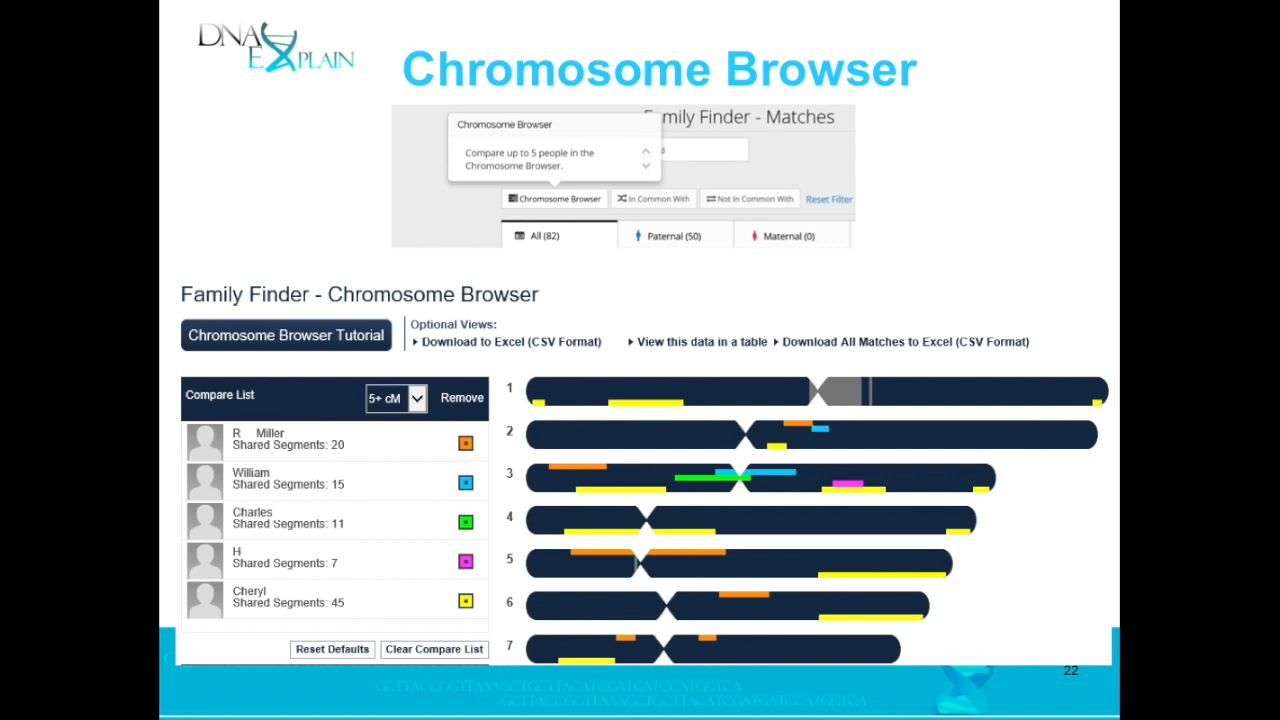 DNA
EXPLAIN
Chromosome Browser
Family Finder - Matches
Chromosome Browser
Compare up to 5 people in the
Chromosome Browser.
Chromosome Browser In Common With Not In Common With Reset Filter
All (82) Paternal (50) Maternal (0)
Family Finder - Chromosome Browser
Chromosome Browser Tutorial
Optional Views:
Download to Excel (CSV Format) View this data in a table Download All Matches to Excel (CSV Format)
Compare List 5+ cM Remove
R Miller
Shared Segments: 20
William
Shared Segments: 15
Charles
Shared Segments: 11
H
Shared Segments: 7
Cheryl
Shared Segments: 45
Reset Defaults Clear Compare List
1
2
3
4
5
6
7
22